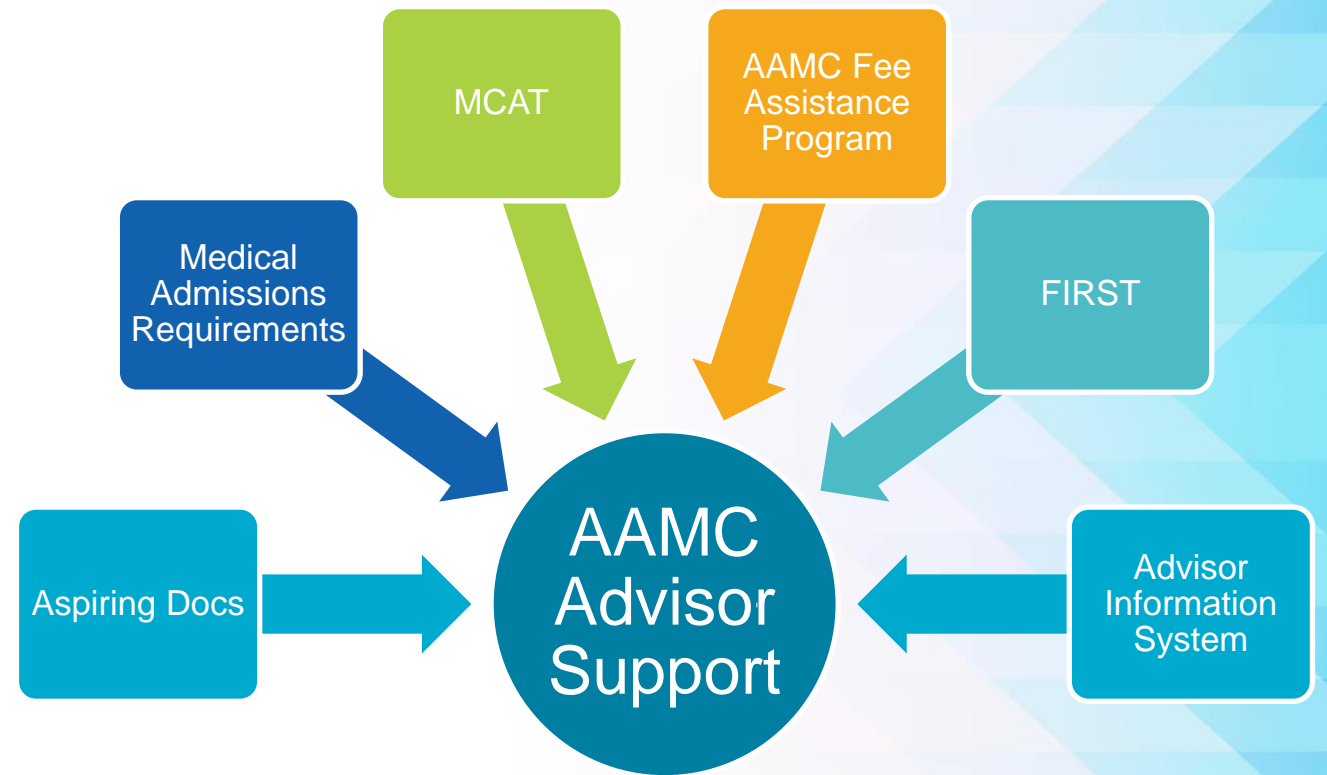 MCAT
AAMC Fee
Assistance
Program
Medical
Admissions
Requirements
FIRST
Aspiring Docs
AAMC
Advisor
Support
Advisor
Information
System